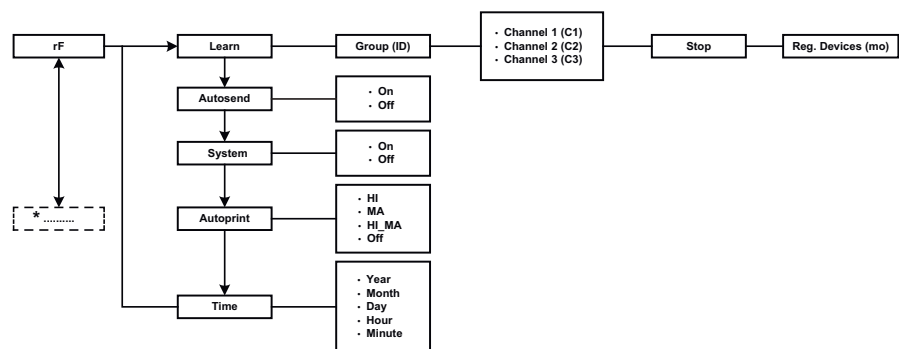 rF
Learn
Group (ID)
· Channel 1 (C1)
· Channel 2 (C2)
· Channel 3 (C3)
Stop
Reg. Devices (mo)
Autosend
· On
· Off
System
· On
· Off
* ..........
Autoprint
· HI
· MA
· HI_MA
· Off
Time
· Year
· Month
· Day
· Hour
· Minute